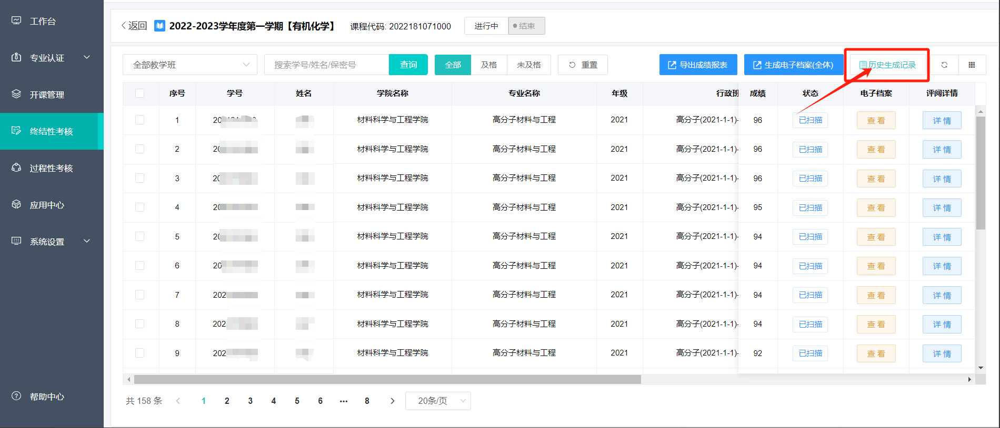 工作台
专业认证
开课管理
终结性考核
过程性考核
应用中心
系统设置
帮助中心
返回 2022-2023学年度第一学期【有机化学】 课程代码: 2022181071000 进行中 结束
全部教学班 搜索学号/姓名/保密号 查询 全部 及格 未及格 重置 导出成绩报表 生成电子档案(全体) 历史生成记录
序号 学号 姓名 学院名称 专业名称 年级 行政班 成绩 状态 电子档案 评阅详情
1 20 材料科学与工程学院 高分子材料与工程 2021 高分子(2021-1-1)- 96 已扫描 查看 详情
2 20 材料科学与工程学院 高分子材料与工程 2021 高分子(2021-1-1)- 96 已扫描 查看 详情
3 20 材料科学与工程学院 高分子材料与工程 2021 高分子(2021-1-1)- 96 已扫描 查看 详情
4 20 材料科学与工程学院 高分子材料与工程 2021 高分子(2021-1-1)- 95 已扫描 查看 详情
5 20 材料科学与工程学院 高分子材料与工程 2021 高分子(2021-1-1)- 94 已扫描 查看 详情
6 20 材料科学与工程学院 高分子材料与工程 2021 高分子(2021-1-1)- 94 已扫描 查看 详情
7 202 材料科学与工程学院 高分子材料与工程 2021 高分子(2021-1-1)- 94 已扫描 查看 详情
8 202 材料科学与工程学院 高分子材料与工程 2021 高分子(2021-1-1)- 94 已扫描 查看 详情
9 202 材料科学与工程学院 高分子材料与工程 2021 高分子(2021-1-1)- 92 已扫描 查看 详情
共 158 条 1 2 3 4 5 6 ••• 8 20条/页